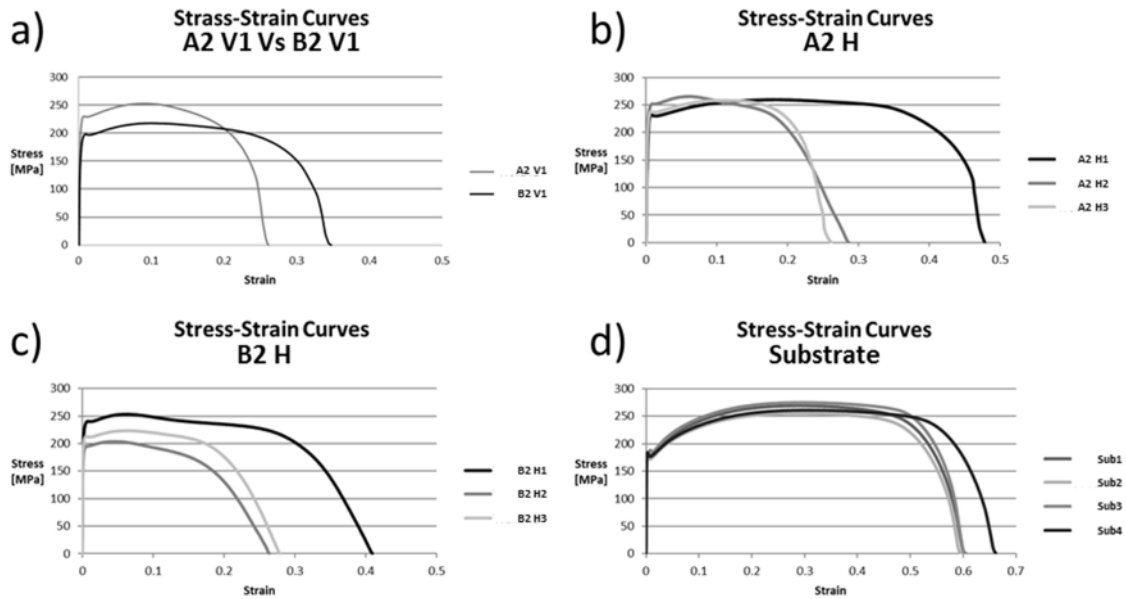 a)
Strass-Strain Curves
A2 V1 Vs B2 V1
300
250
200
150
100
50
0
Stress
[MPa]
0 0.1 0.2 0.3 0.4 0.5
Strain
A2 V1
B2 V1
b)
Stress-Strain Curves
A2 H
300
250
200
150
100
50
0
Stress
[MPa]
0 0.1 0.2 0.3 0.4 0.5
Strain
A2 H1
A2 H2
A2 H3
c)
Stress-Strain Curves
B2 H
300
250
200
150
100
50
0
Stress
[MPa]
0 0.1 0.2 0.3 0.4 0.5
Strain
B2 H1
B2 H2
B2 H3
d)
Stress-Strain Curves
Substrate
300
250
200
150
100
50
0
Stress
[MPa]
0 0.1 0.2 0.3 0.4 0.5 0.6 0.7
Strain
Sub1
Sub2
Sub3
Sub4